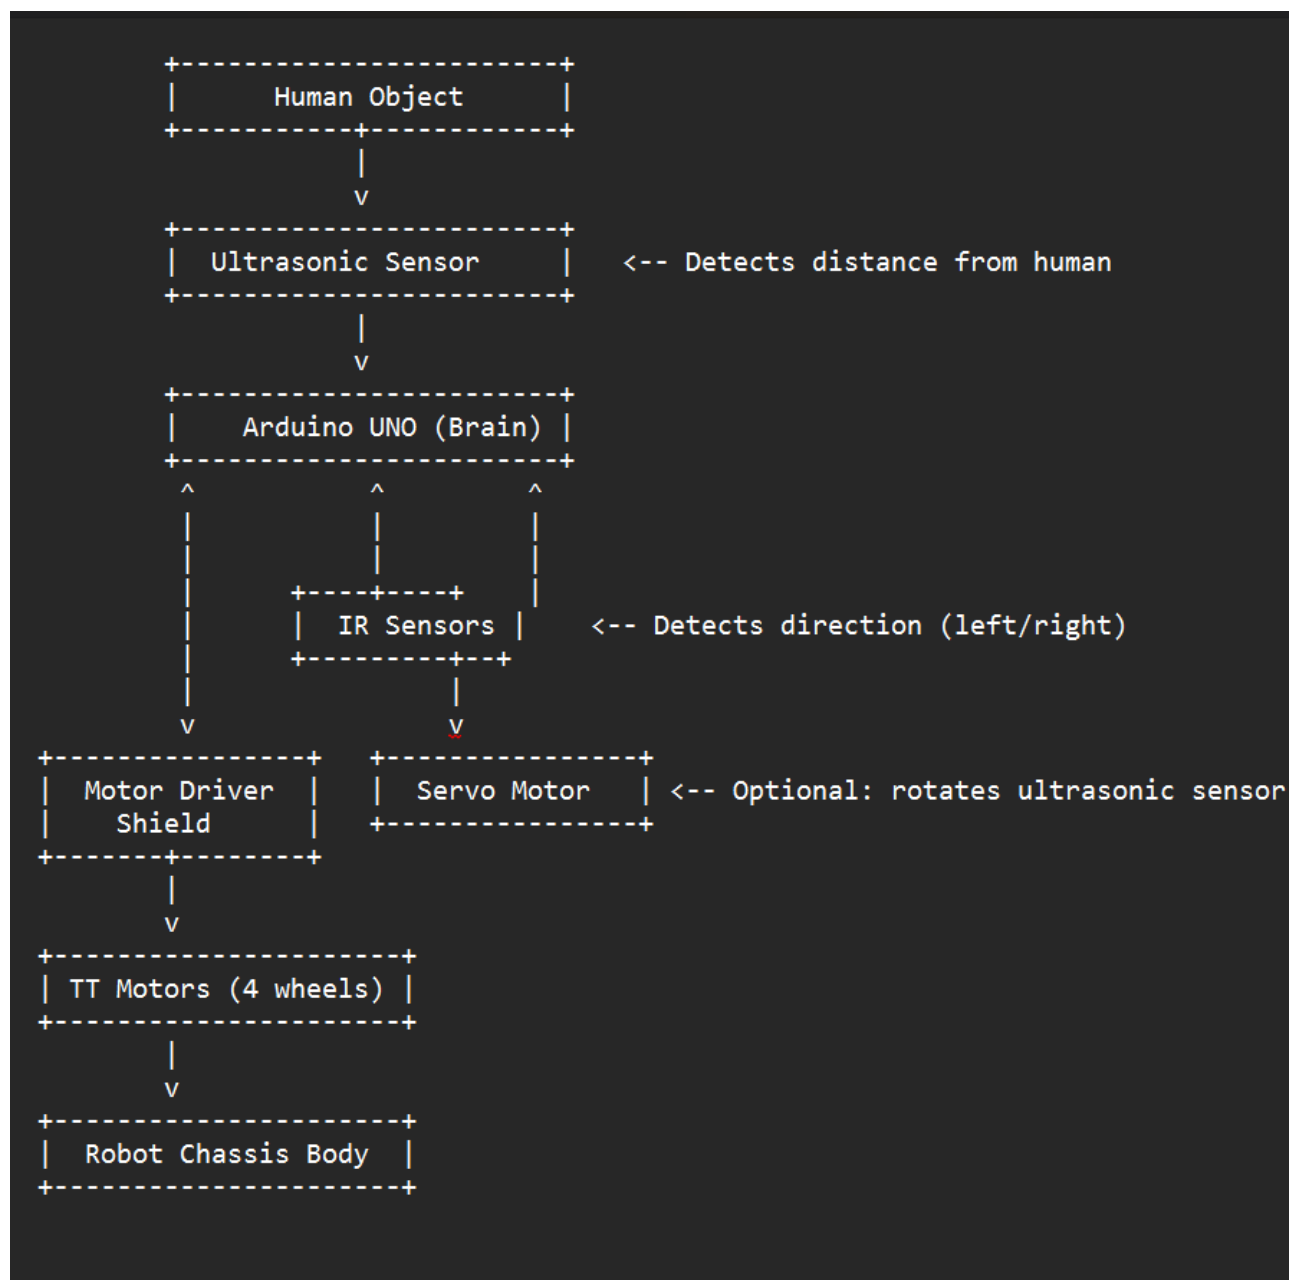 +------------------------+
|      Human Object      |
+-----------+------------+
|
v
+------------------------+
|  Ultrasonic Sensor     |   <-- Detects distance from human
+------------------------+
|
v
+------------------------+
|    Arduino UNO (Brain) |
+------------------------+
^           ^         ^
|           |         |
|           |         |
|      +----+----+    |
|      |  IR Sensors |    <-- Detects direction (left/right)
|      +---------+--+
|                |
v                v
+----------------+   +----------------+
|  Motor Driver  |   |  Servo Motor   | <-- Optional: rotates ultrasonic sensor
|    Shield      |   +----------------+
+-------+--------+
|
v
+----------------------+
| TT Motors (4 wheels) |
+----------------------+
|
v
+----------------------+
|  Robot Chassis Body  |
+----------------------+